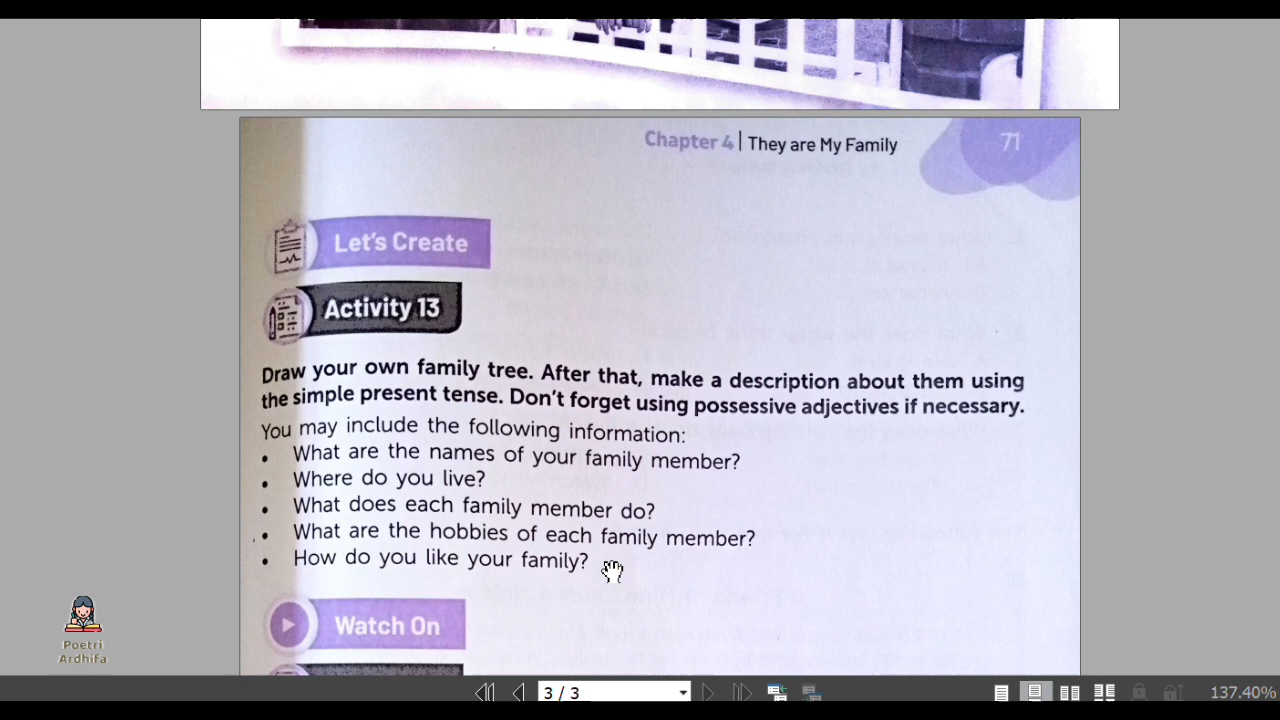 Chapter 4 | They are My Family
71
Let's Create
Activity 13
Draw your own family tree. After that, make a description about them using
the simple present tense. Don't forget using possessive adjectives if necessary.
You may include the following information:
• What are the names of your family member?
• Where do you live?
• What does each family member do?
• What are the hobbies of each family member?
• How do you like your family?
Watch On
Poetri
Ardhifa
3 / 3
137.40%